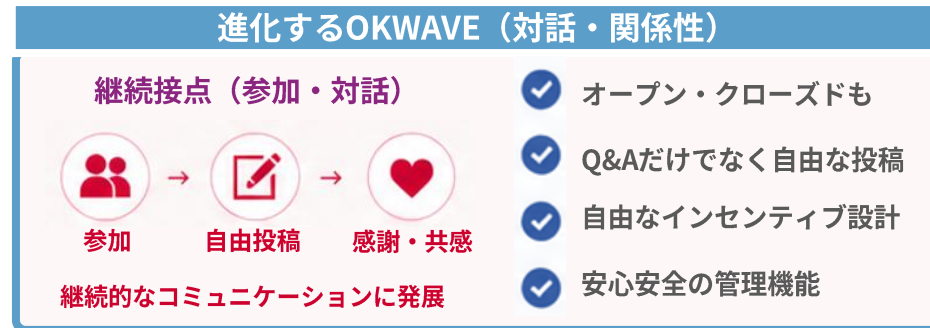 進化するOKWAVE（対話・関係性）
継続接点（参加・対話）
参加
自由投稿
感謝・共感
継続的なコミュニケーションに発展
オープン・クローズドも
Q&Aだけでなく自由な投稿
自由なインセンティブ設計
安心安全の管理機能